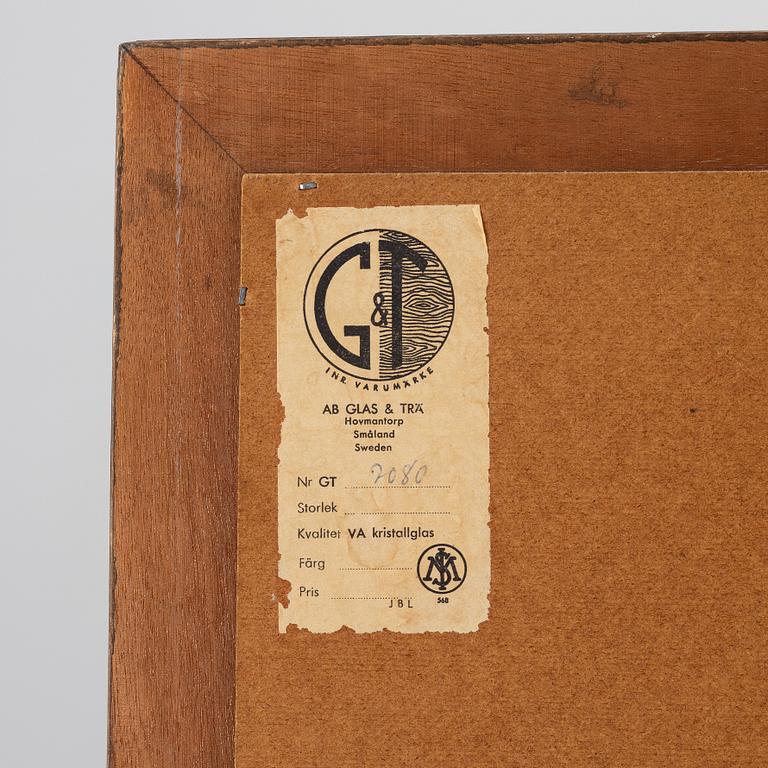 G&T
INR. VARUMÄRKE
AB GLAS & TRÄ
Hovmantorp
Småland
Sweden
Nr GT 7080
Storlek
Kvalitet VA kristallglas
Färg
Pris
JBL
568